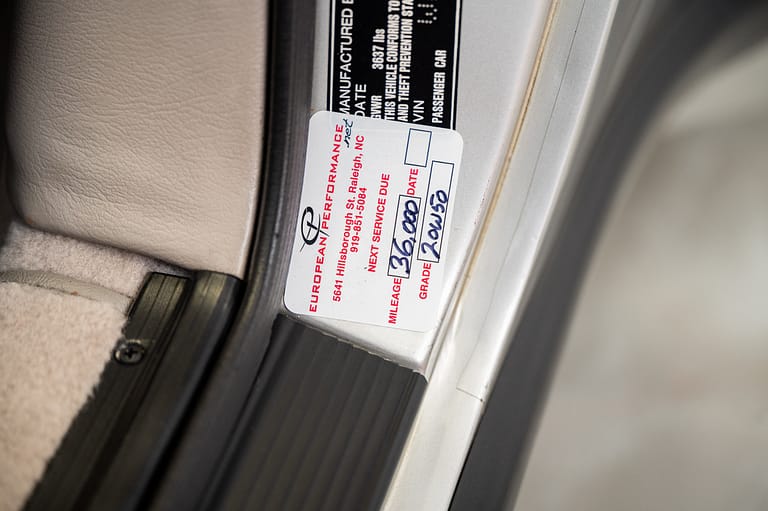 MANUFACTURED B
DATE
GVWR 3637 lbs
THIS VEHICLE CONFORMS TO
AND THEFT PREVENTION STA
VIN
PASSENGER CAR
EUROPEAN/PERFORMANCE
.net
5641 Hillsborough St. Raleigh, NC
919-851-5084
NEXT SERVICE DUE
MILEAGE 36,000 DATE
GRADE 20W50